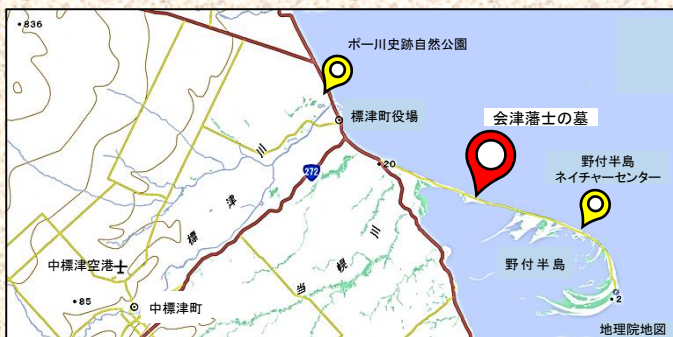 836
ポー川史跡自然公園
標津町役場
会津藩士の墓
20
野付半島
ネイチャーセンター
272
標津川
当幌川
中標津空港
野付半島
85
中標津町
2
地理院地図